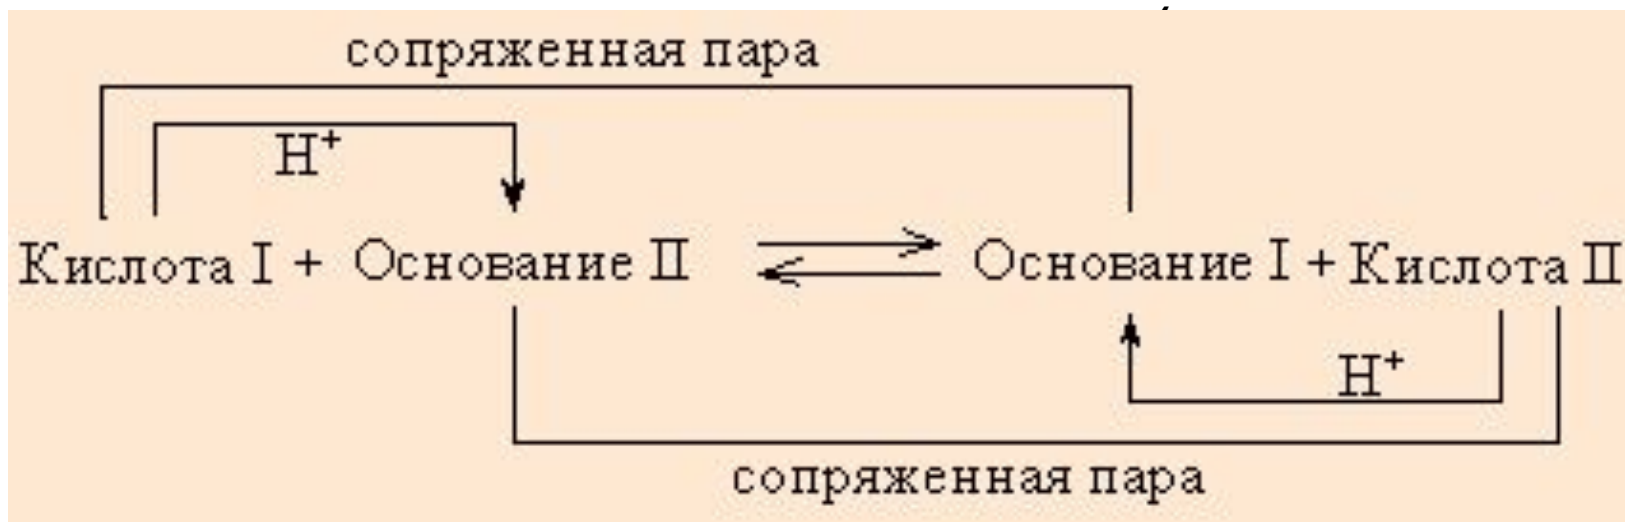 сопряженная пара
H⁺
Кислота I + Основание II ⇌ Основание I + Кислота II
H⁺
сопряженная пара